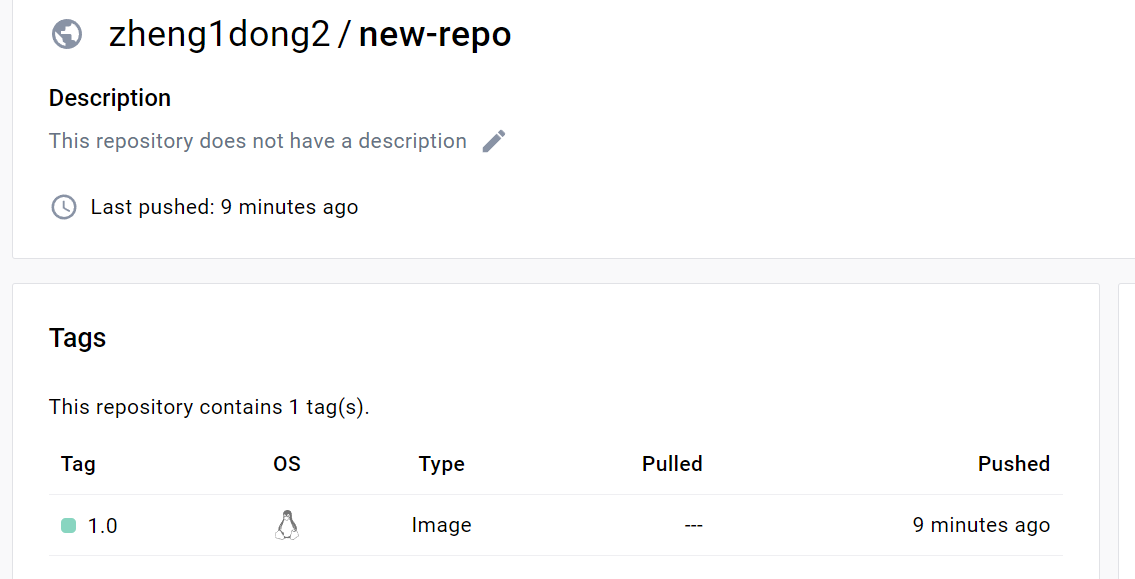 zheng1dong2 / new-repo
Description
This repository does not have a description
Last pushed: 9 minutes ago
Tags
This repository contains 1 tag(s).
Tag OS Type Pulled Pushed
1.0 Image --- 9 minutes ago